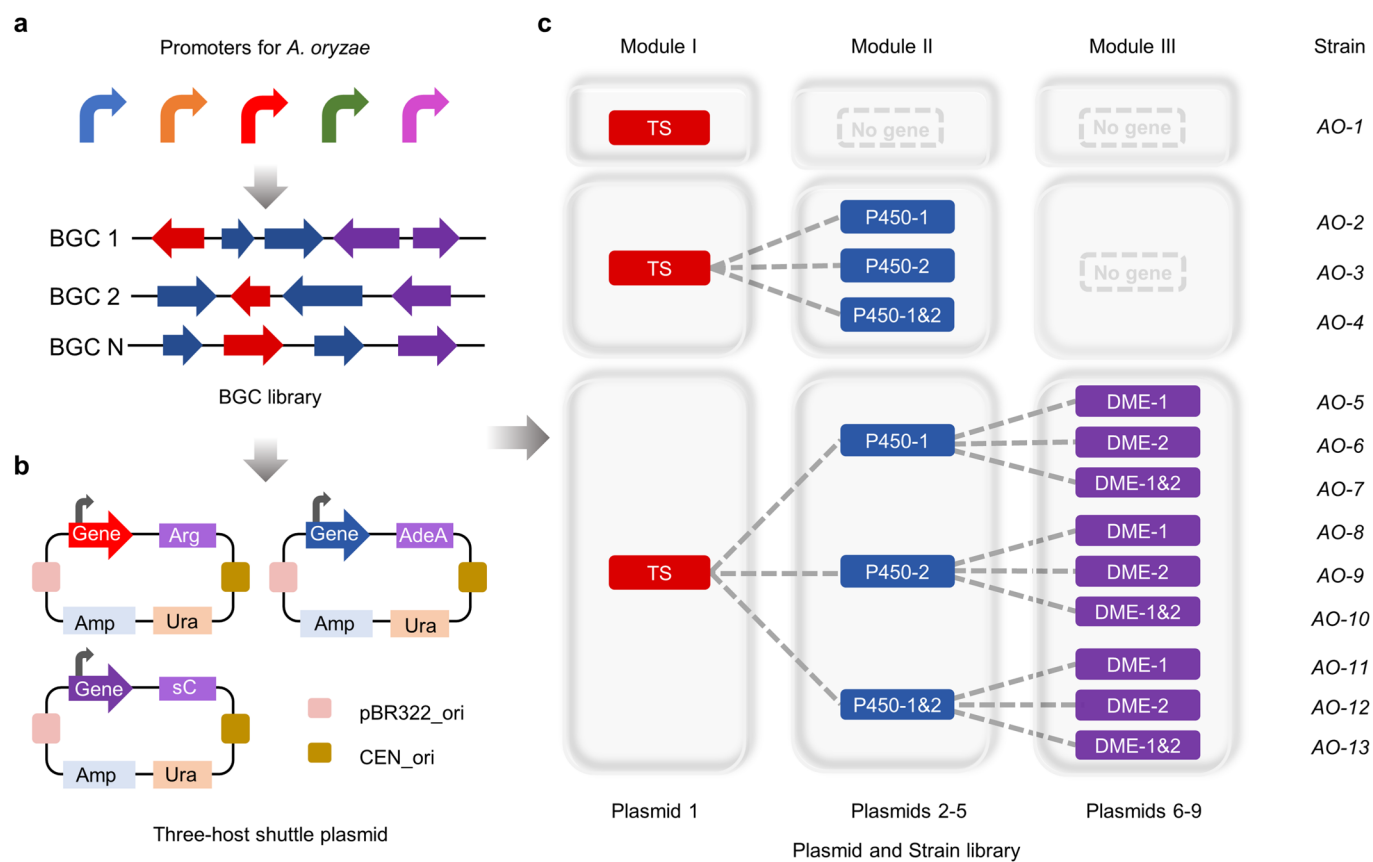 a
Promoters for A. oryzae
BGC 1
BGC 2
BGC N
BGC library
b
Gene
Arg
Amp
Ura
Gene
AdeA
Amp
Ura
Gene
sC
Amp
Ura
pBR322_ori
CEN_ori
Three-host shuttle plasmid
c
Module I
Module II
Module III
Strain
TS
No gene
No gene
AO-1
TS
P450-1
P450-2
P450-1&2
No gene
AO-2
AO-3
AO-4
TS
P450-1
P450-2
P450-1&2
DME-1
DME-2
DME-1&2
DME-1
DME-2
DME-1&2
DME-1
DME-2
DME-1&2
AO-5
AO-6
AO-7
AO-8
AO-9
AO-10
AO-11
AO-12
AO-13
Plasmid 1
Plasmids 2-5
Plasmids 6-9
Plasmid and Strain library